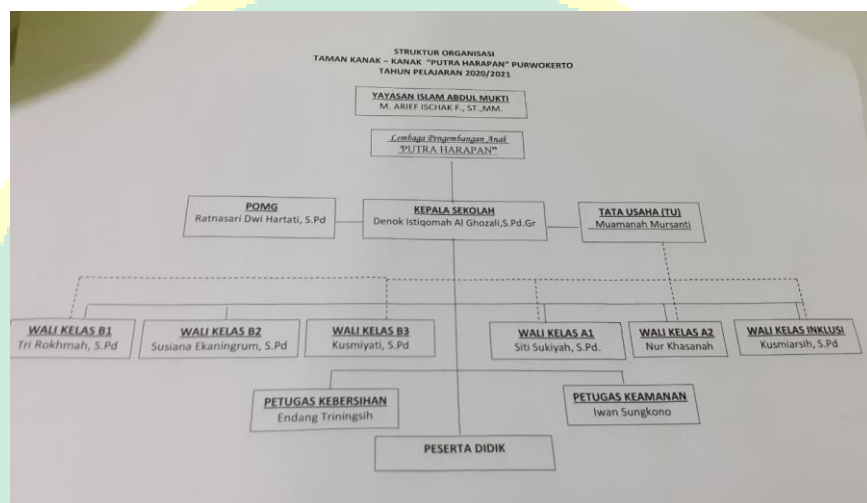 STRUKTUR ORGANISASI
TAMAN KANAK – KANAK "PUTRA HARAPAN" PURWOKERTO
TAHUN PELAJARAN 2020/2021
YAYASAN ISLAM ABDUL MUKTI
M. ARIEF ISCHAK F., ST.,MM.
Lembaga Pengembangan Anak
"PUTRA HARAPAN"
POMG
Ratnasari Dwi Hartati, S.Pd
KEPALA SEKOLAH
Denok Istiqomah Al Ghozali,S.Pd.Gr
TATA USAHA (TU)
Muamanah Mursanti
WALI KELAS B1
Tri Rokhmah, S.Pd
WALI KELAS B2
Susiana Ekaningrum, S.Pd
WALI KELAS B3
Kusmiyati, S.Pd
WALI KELAS A1
Siti Sukiyah, S.Pd.
WALI KELAS A2
Nur Khasanah
WALI KELAS INKLUSI
Kusmiarsih, S.Pd
PETUGAS KEBERSIHAN
Endang Triningsih
PETUGAS KEAMANAN
Iwan Sungkono
PESERTA DIDIK